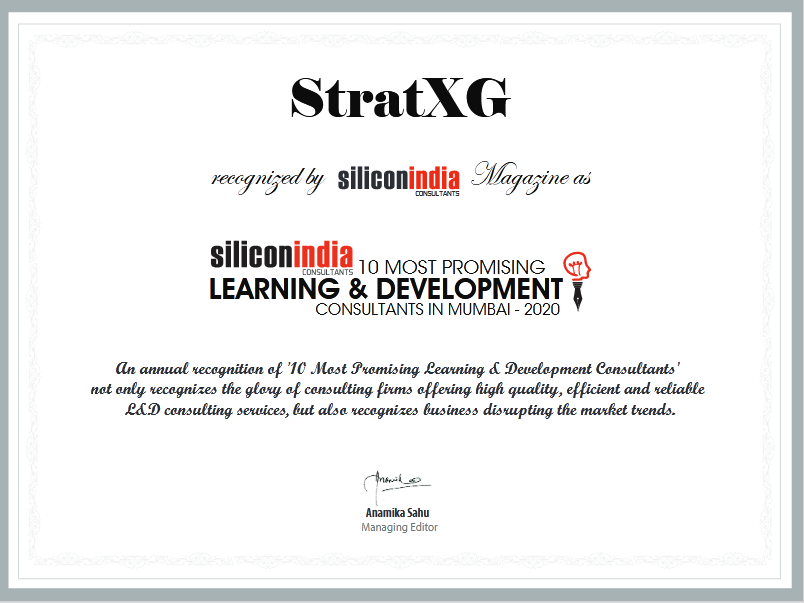 StratXG
recognized by siliconindia Magazine as
CONSULTANTS
siliconindia
CONSULTANTS 10 MOST PROMISING
LEARNING & DEVELOPMENT
CONSULTANTS IN MUMBAI - 2020
An annual recognition of '10 Most Promising Learning & Development Consultants'
not only recognizes the glory of consulting firms offering high quality, efficient and reliable
L&D consulting services, but also recognizes business disrupting the market trends.
Anamika Sahu
Managing Editor